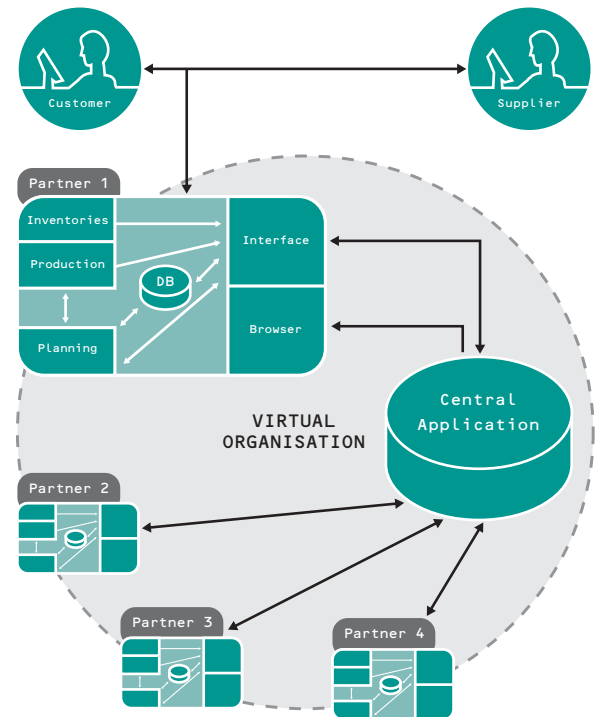 Customer
Supplier
Partner 1
Inventories
Interface
Production
DB
Planning
Browser
Central
Application
VIRTUAL
ORGANISATION
Partner 2
Partner 3
Partner 4